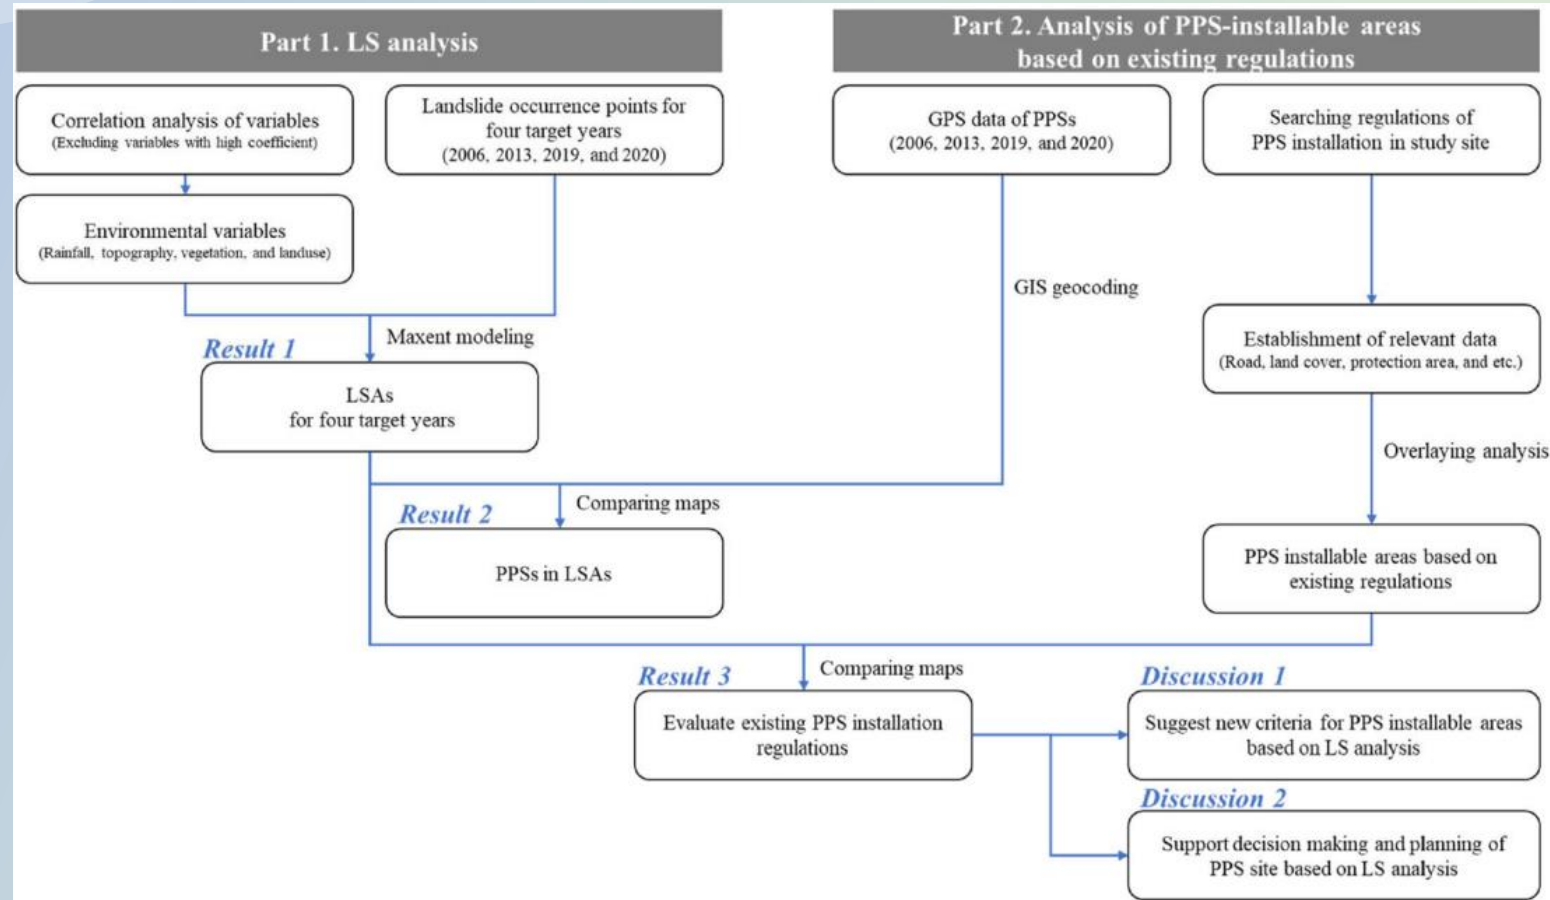 Part 1. LS analysis
Part 2. Analysis of PPS-installable areas
based on existing regulations
Correlation analysis of variables
(Excluding variables with high coefficient)
Landslide occurrence points for
four target years
(2006, 2013, 2019, and 2020)
GPS data of PPSs
(2006, 2013, 2019, and 2020)
Searching regulations of
PPS installation in study site
Environmental variables
(Rainfall, topography, vegetation, and landuse)
GIS geocoding
Maxent modeling
Result 1
LSAs
for four target years
Establishment of relevant data
(Road, land cover, protection area, and etc.)
Overlaying analysis
Comparing maps
Result 2
PPSs in LSAs
PPS installable areas based on
existing regulations
Comparing maps
Result 3
Evaluate existing PPS installation
regulations
Discussion 1
Suggest new criteria for PPS installable areas
based on LS analysis
Discussion 2
Support decision making and planning of
PPS site based on LS analysis